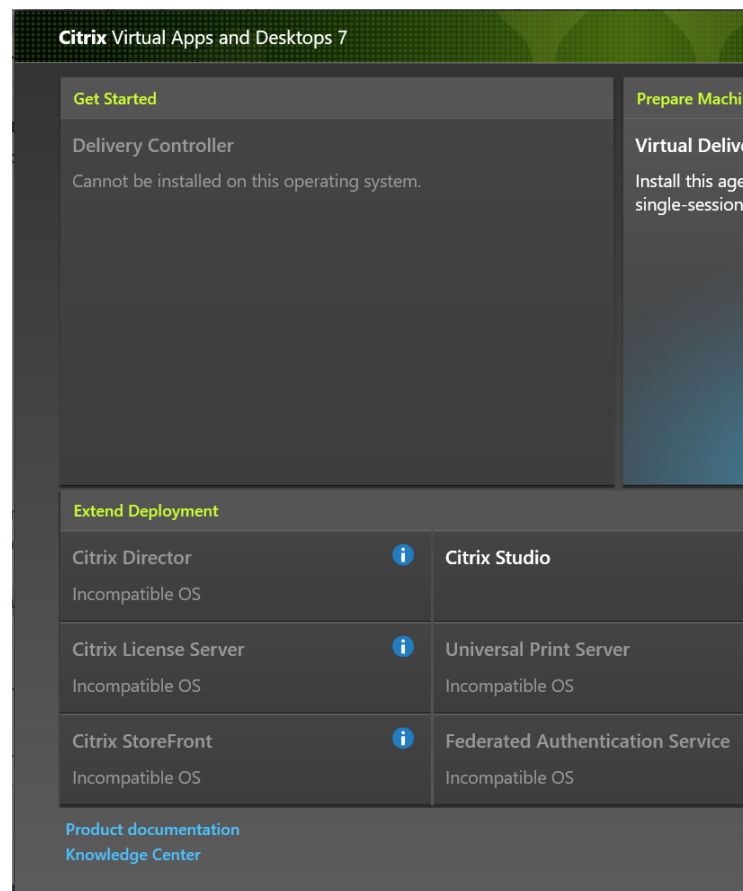 Citrix Virtual Apps and Desktops 7
Get Started
Delivery Controller
Cannot be installed on this operating system.
Prepare Machi
Virtual Delive
Install this age
single-session
Extend Deployment
Citrix Director
Incompatible OS
Citrix Studio
Citrix License Server
Incompatible OS
Universal Print Server
Incompatible OS
Citrix StoreFront
Incompatible OS
Federated Authentication Service
Incompatible OS
Product documentation
Knowledge Center